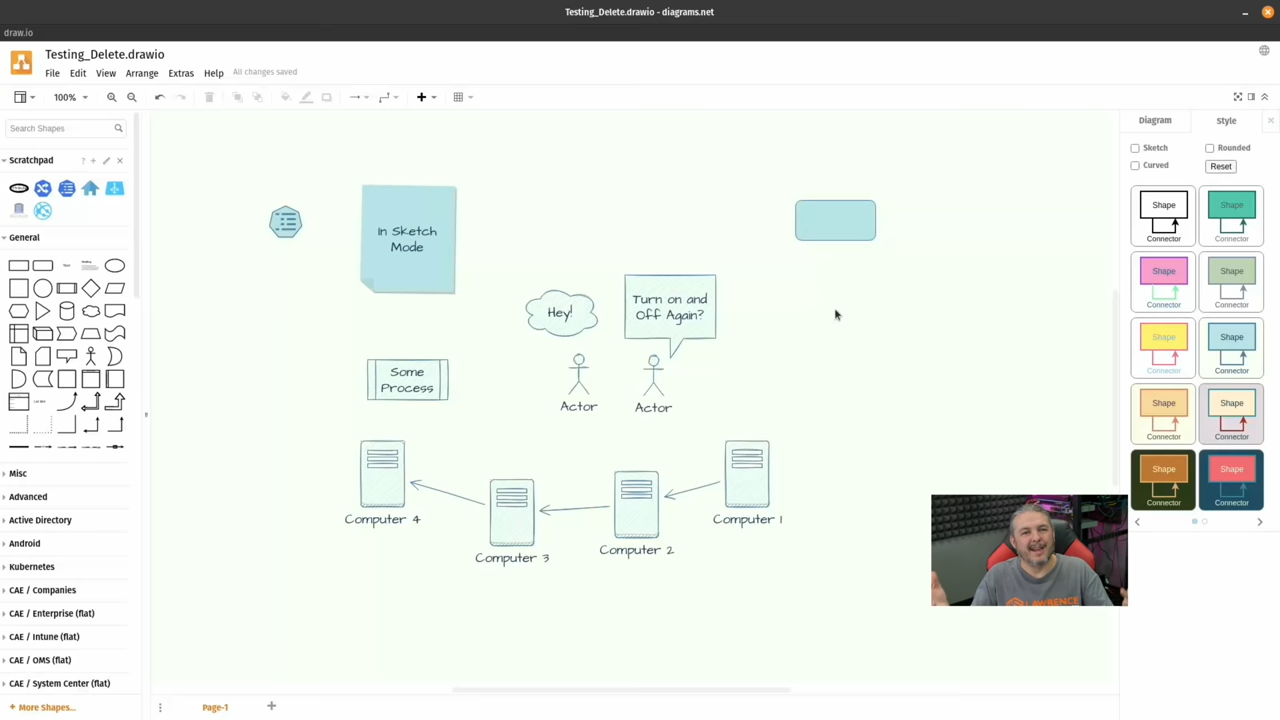 Testing_Delete.drawio - diagrams.net
draw.io
Testing_Delete.drawio
File Edit View Arrange Extras Help All changes saved
100%
Search Shapes
Scratchpad
?
General
Misc
Advanced
Active Directory
Android
Kubernetes
CAE / Companies
CAE / Enterprise (flat)
CAE / Intune (flat)
CAE / OMS (flat)
CAE / System Center (flat)
+ More Shapes...
In Sketch
Mode
Hey!
Turn on and
Off Again?
Some
Process
Actor
Actor
Computer 4
Computer 3
Computer 2
Computer 1
LAWRENCE
Page-1
Diagram Style
Sketch Rounded
Curved Reset
Shape Shape
Connector Connector
Shape Shape
Connector Connector
Shape Shape
Connector Connector
Shape Shape
Connector Connector
Shape Shape
Connector Connector